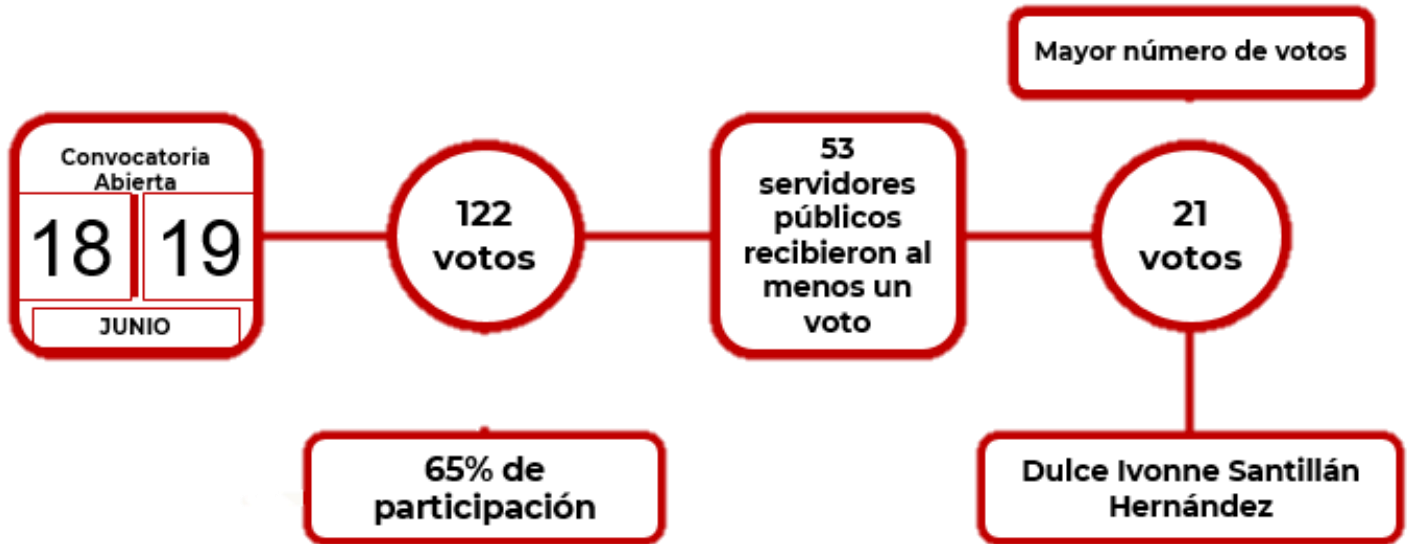 Convocatoria
Abierta
18 19
JUNIO
122
votos
65% de
participación
53
servidores
públicos
recibieron al
menos un
voto
Mayor número de votos
21
votos
Dulce Ivonne Santillán
Hernández